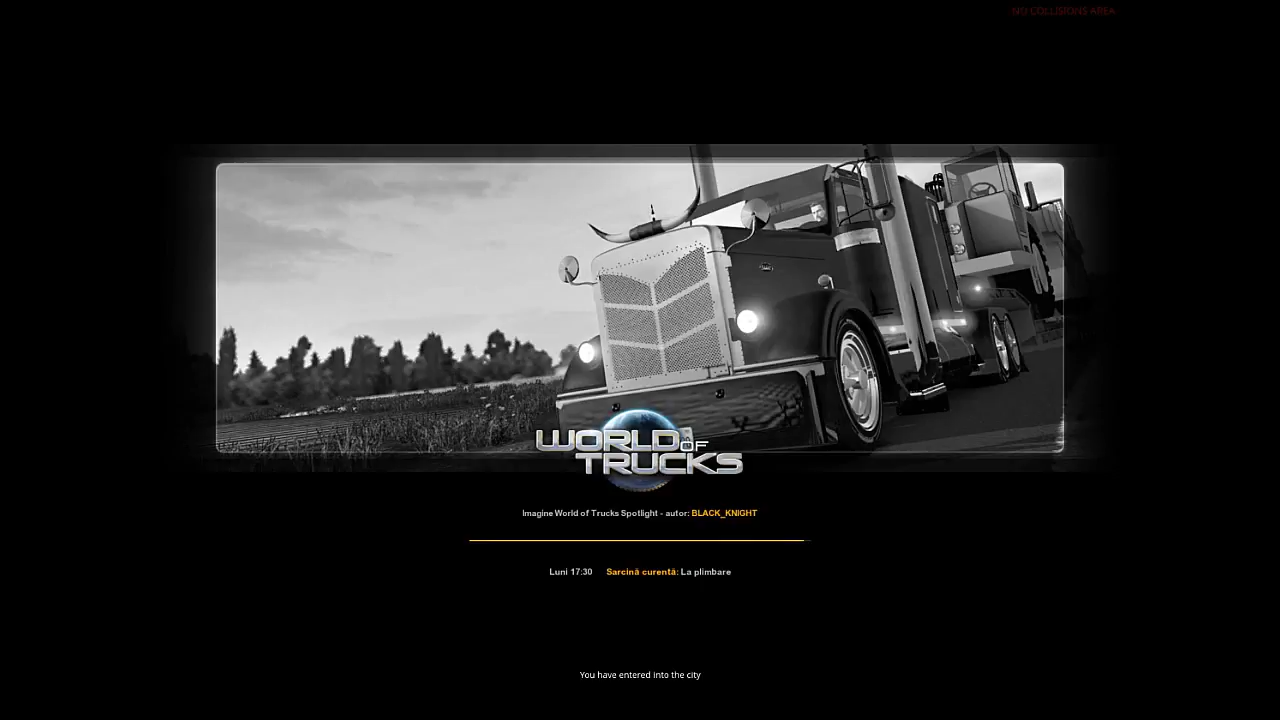 NO COLLISIONS AREA
WORLD OF
TRUCKS
Imagine World of Trucks Spotlight - autor: BLACK_KNIGHT
Luni 17:30 Sarcină curentă: La plimbare
You have entered into the city